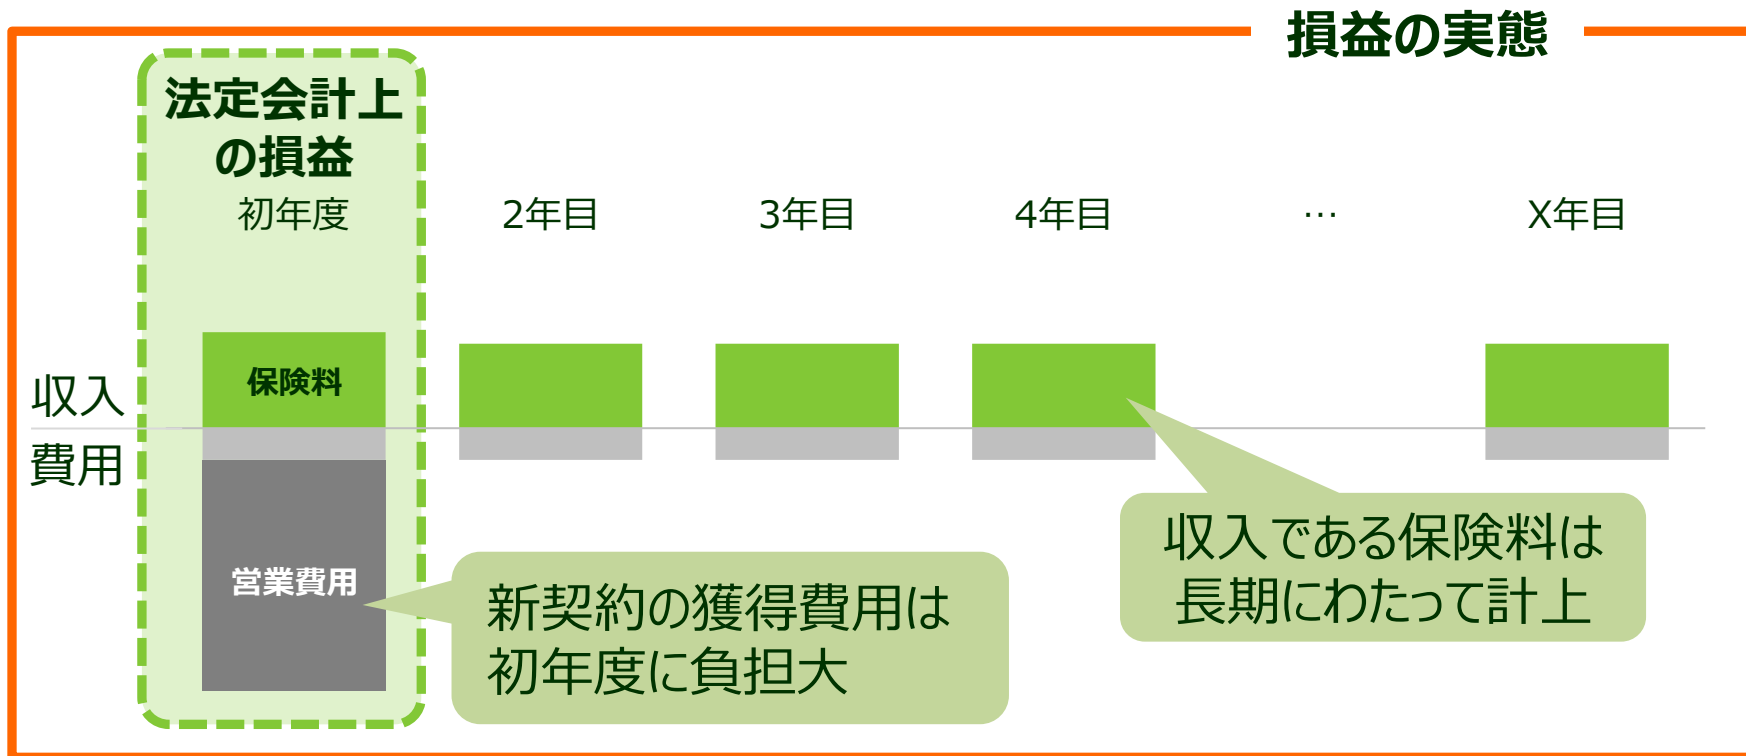 損益の実態
法定会計上
の損益
初年度
2年目
3年目
4年目
…
X年目
保険料
収入
費用
営業費用
新契約の獲得費用は
初年度に負担大
収入である保険料は
長期にわたって計上